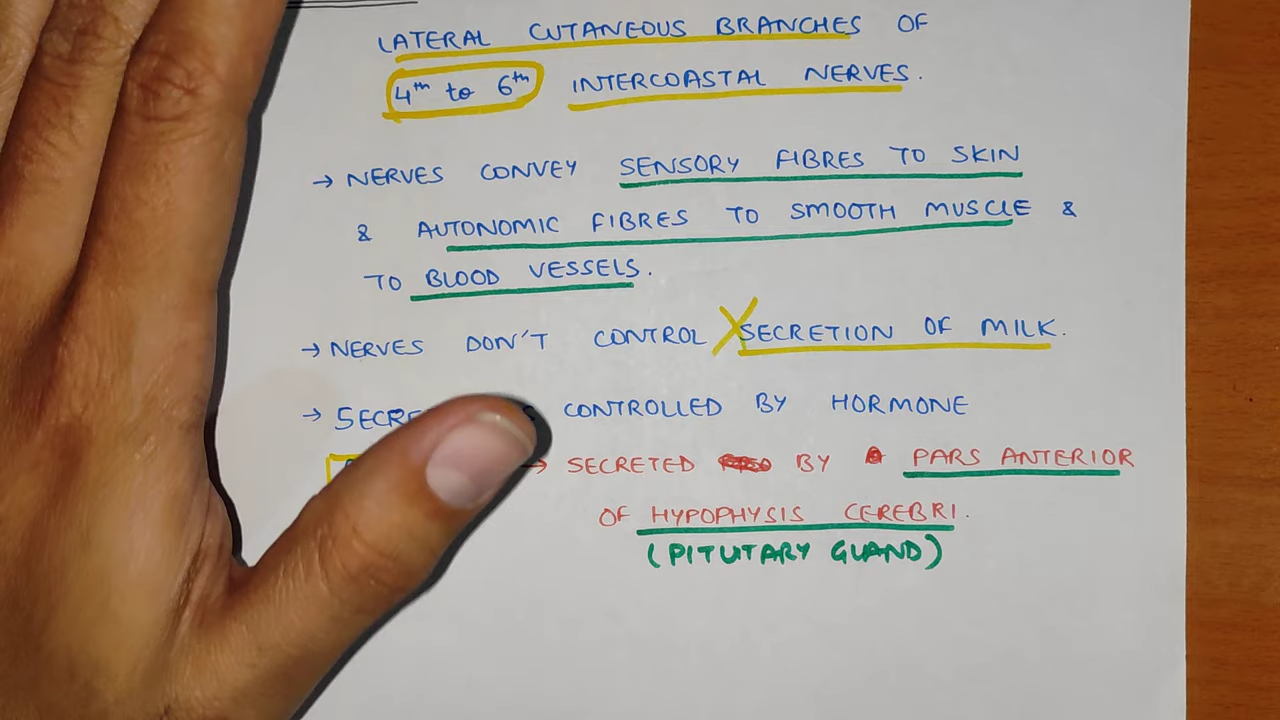 LATERAL CUTANEOUS BRANCHES OF
4th to 6th INTERCOASTAL NERVES.
→ NERVES CONVEY SENSORY FIBRES TO SKIN
& AUTONOMIC FIBRES TO SMOOTH MUSCLE &
TO BLOOD VESSELS.
→ NERVES DON'T CONTROL SECRETION OF MILK.
→ CONTROLLED BY HORMONE
→ SECRETED BY PARS ANTERIOR
OF HYPOPHYSIS CEREBRI.
(PITUTARY GLAND)